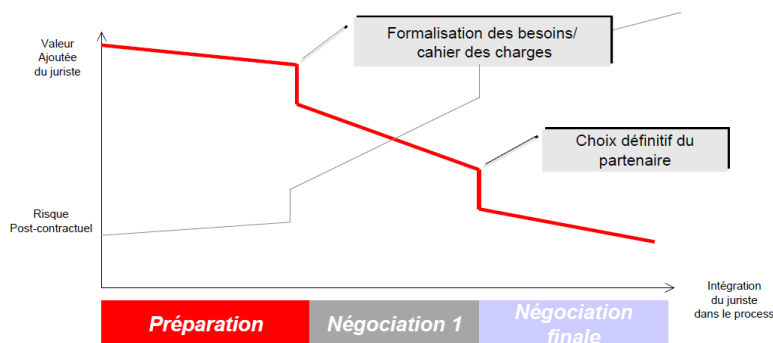 Valeur
Ajoutée
du juriste
Formalisation des besoins/
cahier des charges
Choix définitif du
partenaire
Risque
Post-contractuel
Intégration
du juriste
dans le process
Préparation
Négociation 1
Négociation
finale